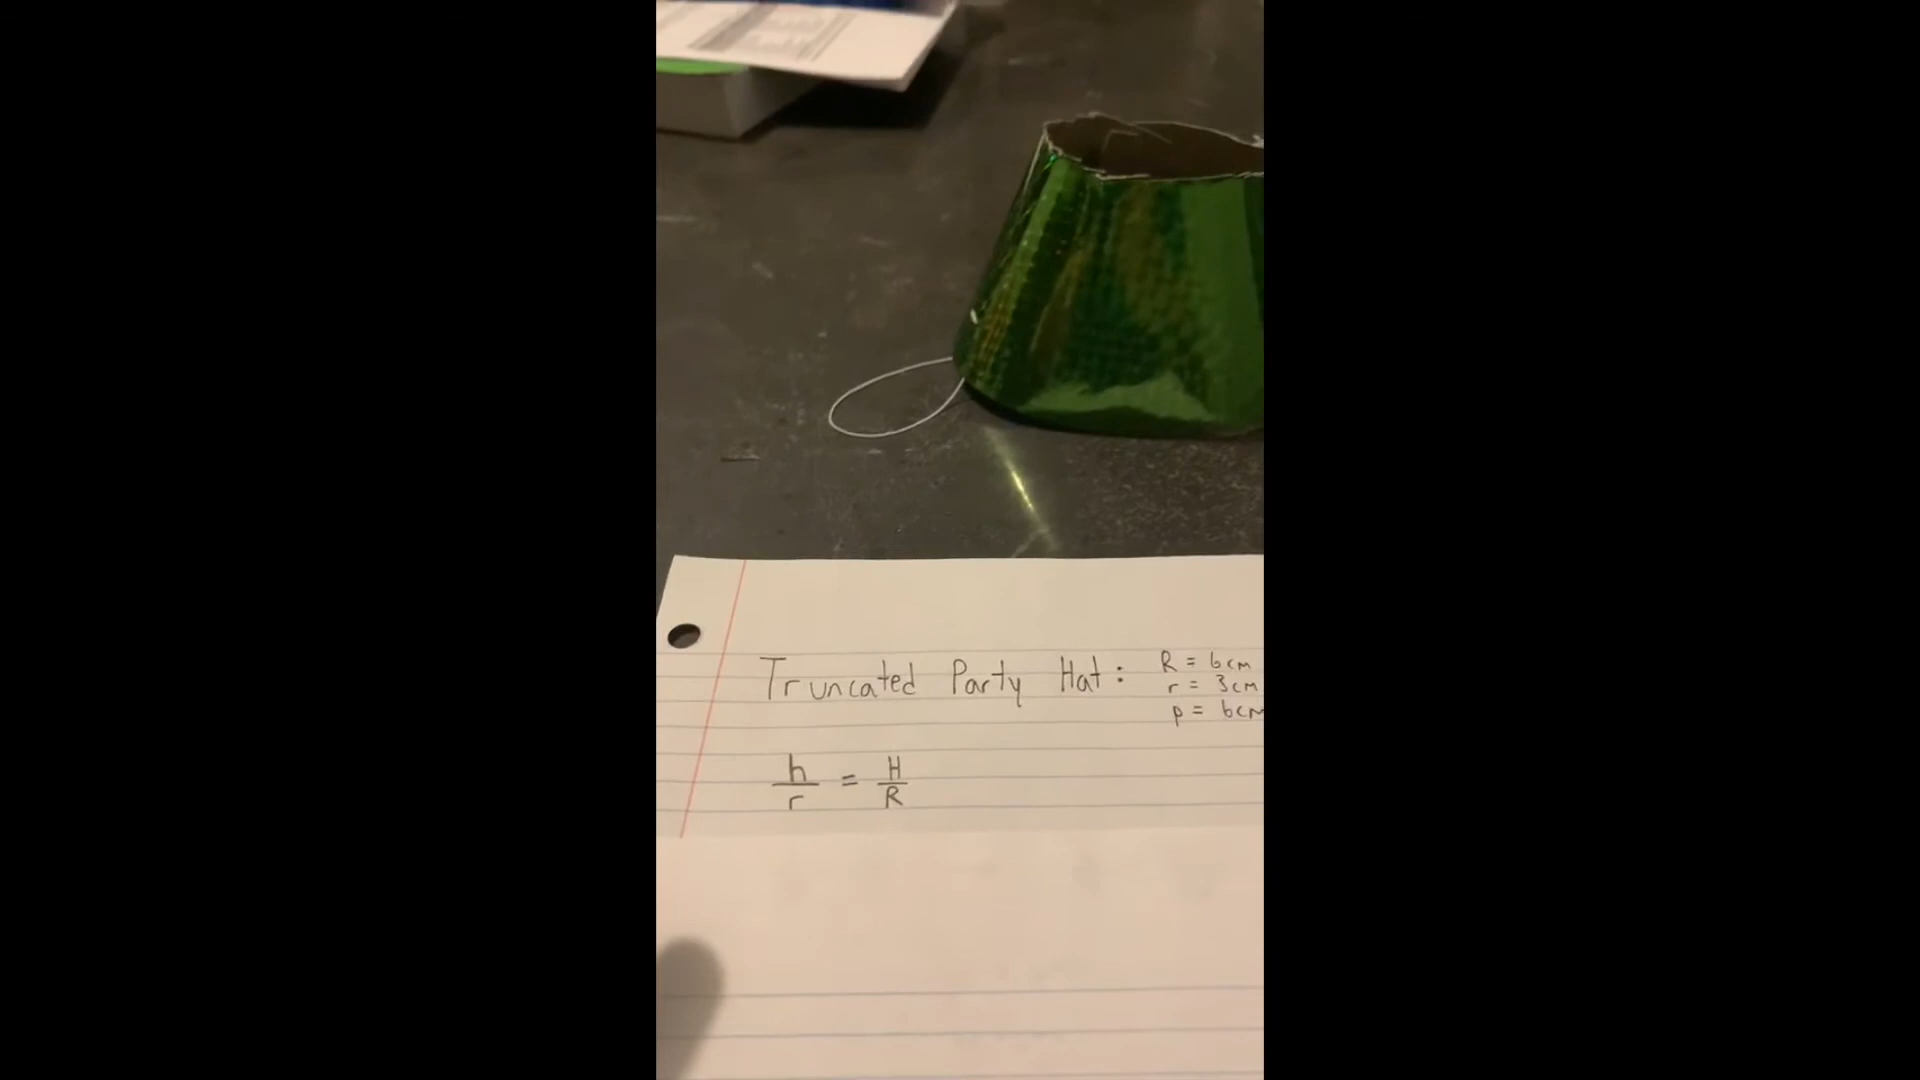 Truncated Party Hat: R = 6cm
r = 3cm
p = 6cm
h/r = H/R